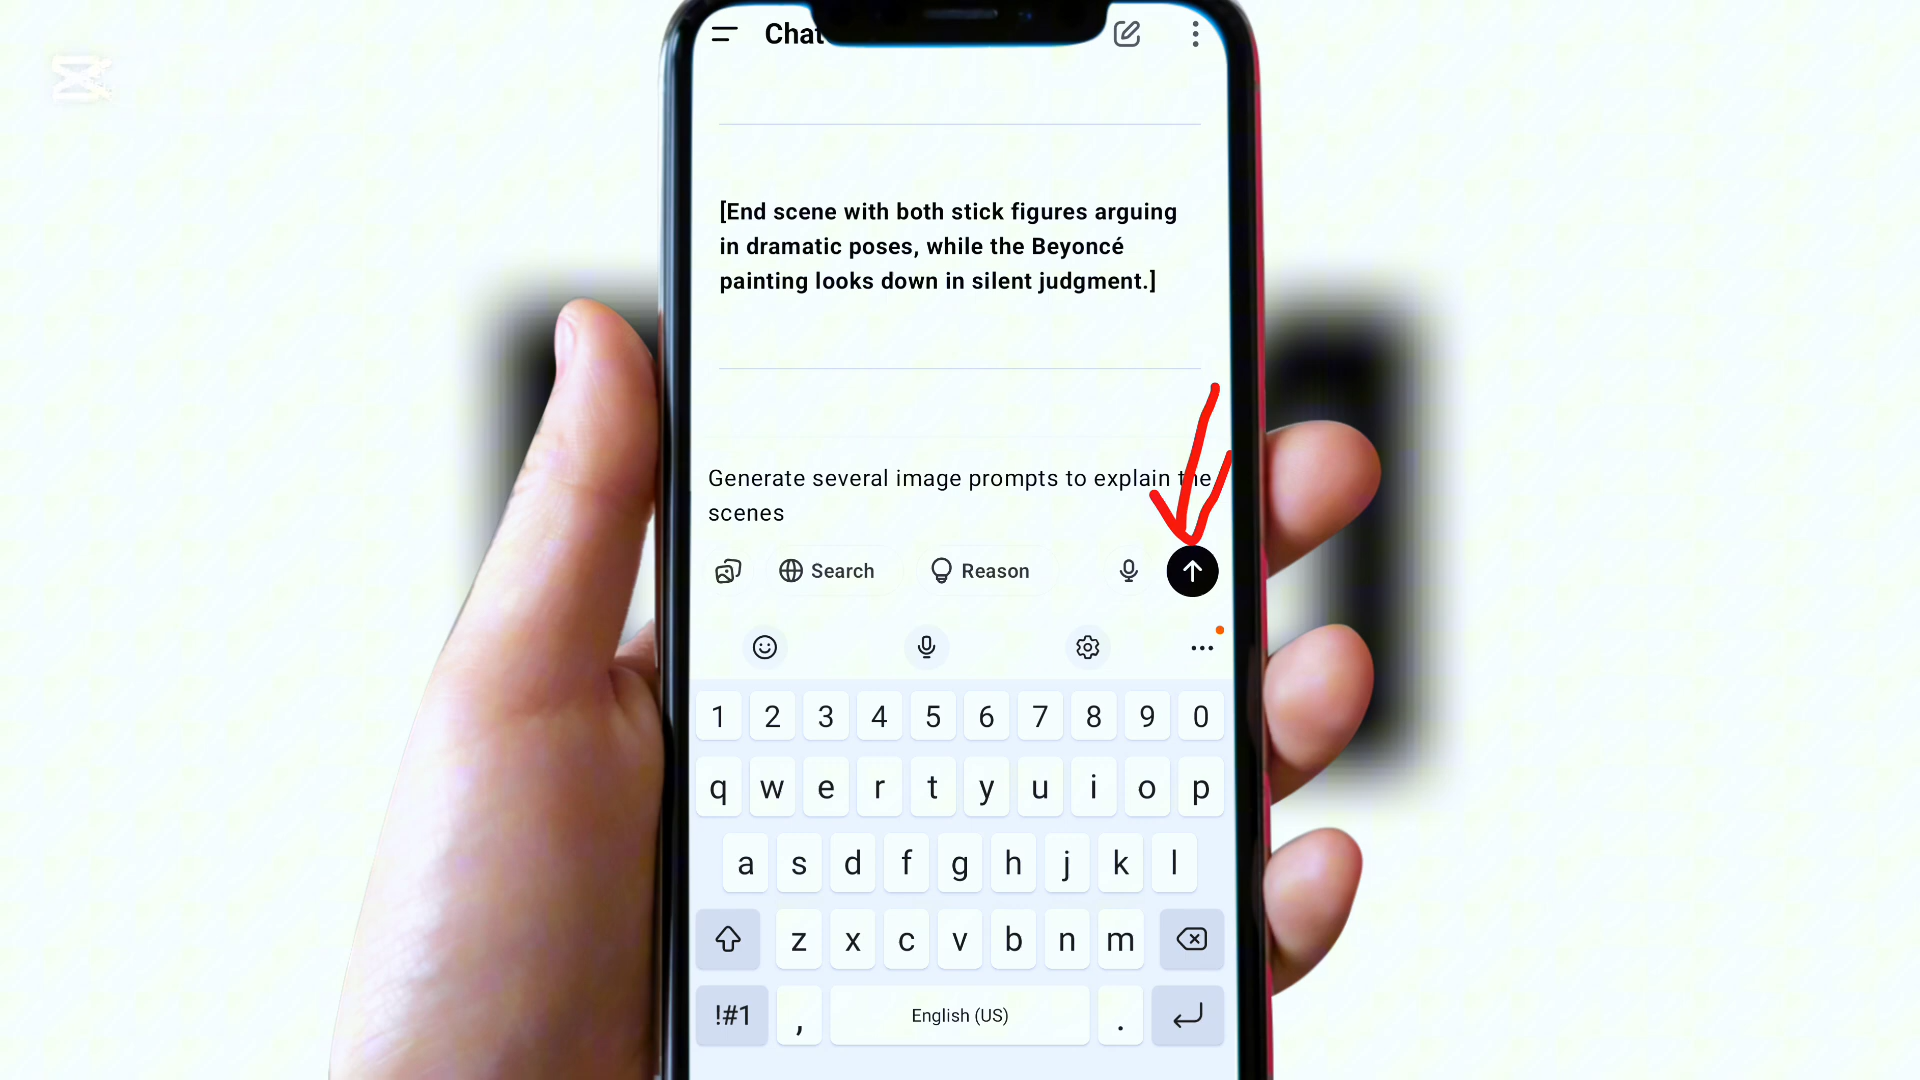 Chat
[End scene with both stick figures arguing
in dramatic poses, while the Beyoncé
painting looks down in silent judgment.]
Generate several image prompts to explain the
scenes
Search
Reason
1 2 3 4 5 6 7 8 9 0
q w e r t y u i o p
a s d f g h j k l
z x c v b n m
!#1 , English (US) .